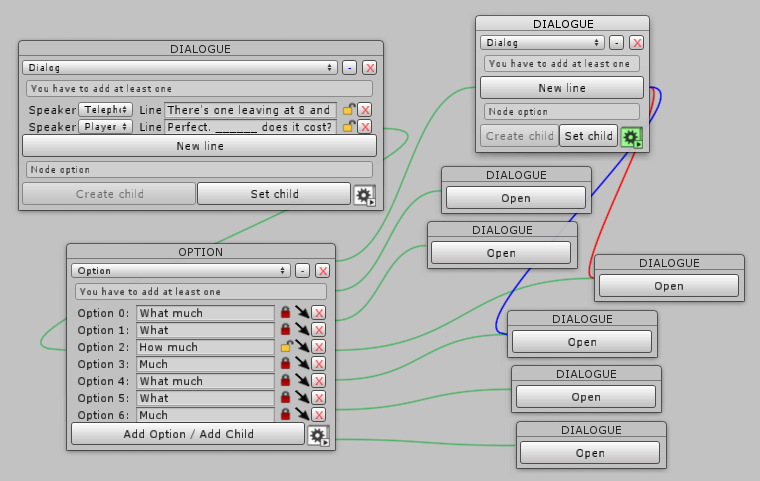 DIALOGUE
Dialog - X
You have to add at least one
Speaker Teleph Line There's one leaving at 8 and
Speaker Player Line Perfect. ______ does it cost? X
New line
Node option
Create child Set child
DIALOGUE
Dialog - X
You have to add at least one
New line
Node option
Create child Set child
DIALOGUE
Open
DIALOGUE
Open
OPTION
Option - X
You have to add at least one
Option 0: What much X
Option 1: What X
Option 2: How much X
Option 3: Much X
Option 4: What much X
Option 5: What X
Option 6: Much X
Add Option / Add Child
DIALOGUE
Open
DIALOGUE
Open
DIALOGUE
Open
DIALOGUE
Open